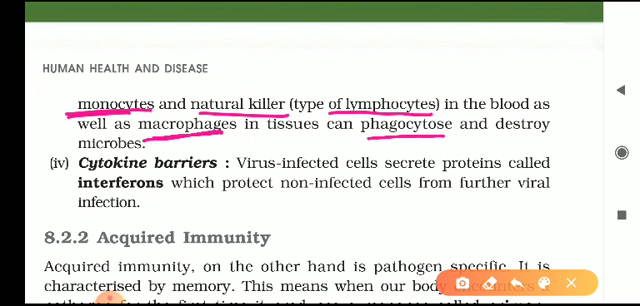 HUMAN HEALTH AND DISEASE
monocytes and natural killer (type of lymphocytes) in the blood as
well as macrophages in tissues can phagocytose and destroy
microbes.
(iv) Cytokine barriers : Virus-infected cells secrete proteins called
interferons which protect non-infected cells from further viral
infection.
8.2.2 Acquired Immunity
Acquired immunity, on the other hand is pathogen specific. It is
characterised by memory. This means when our body